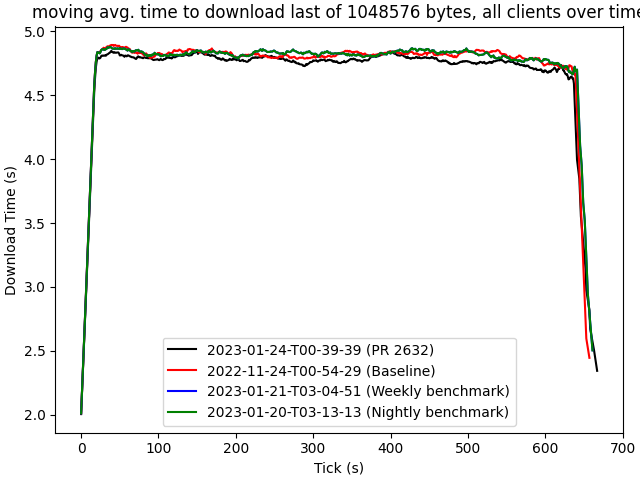 moving avg. time to download last of 1048576 bytes, all clients over time
5.0
4.5
4.0
3.5
3.0
2.5
2.0
Download Time (s)
2023-01-24-T00-39-39 (PR 2632)
2022-11-24-T00-54-29 (Baseline)
2023-01-21-T03-04-51 (Weekly benchmark)
2023-01-20-T03-13-13 (Nightly benchmark)
0 100 200 300 400 500 600 700
Tick (s)